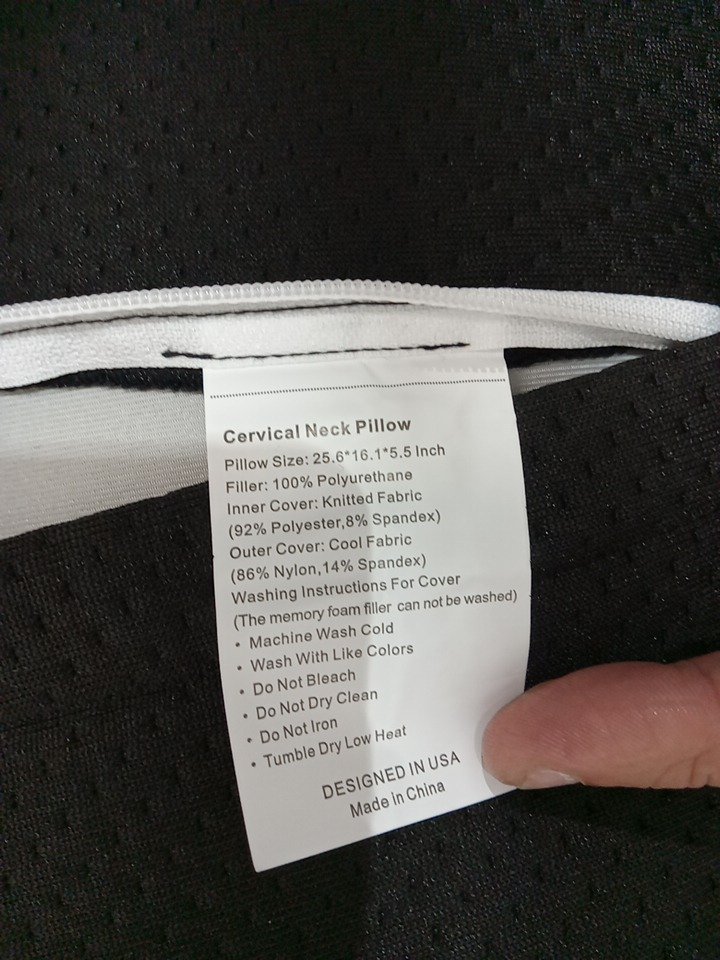 Cervical Neck Pillow
Pillow Size: 25.6*16.1*5.5 Inch
Filler: 100% Polyurethane
Inner Cover: Knitted Fabric
(92% Polyester,8% Spandex)
Outer Cover: Cool Fabric
(86% Nylon,14% Spandex)
Washing Instructions For Cover
(The memory foam filler can not be washed)
• Machine Wash Cold
• Wash With Like Colors
• Do Not Bleach
• Do Not Dry Clean
• Do Not Iron
• Tumble Dry Low Heat
DESIGNED IN USA
Made in China